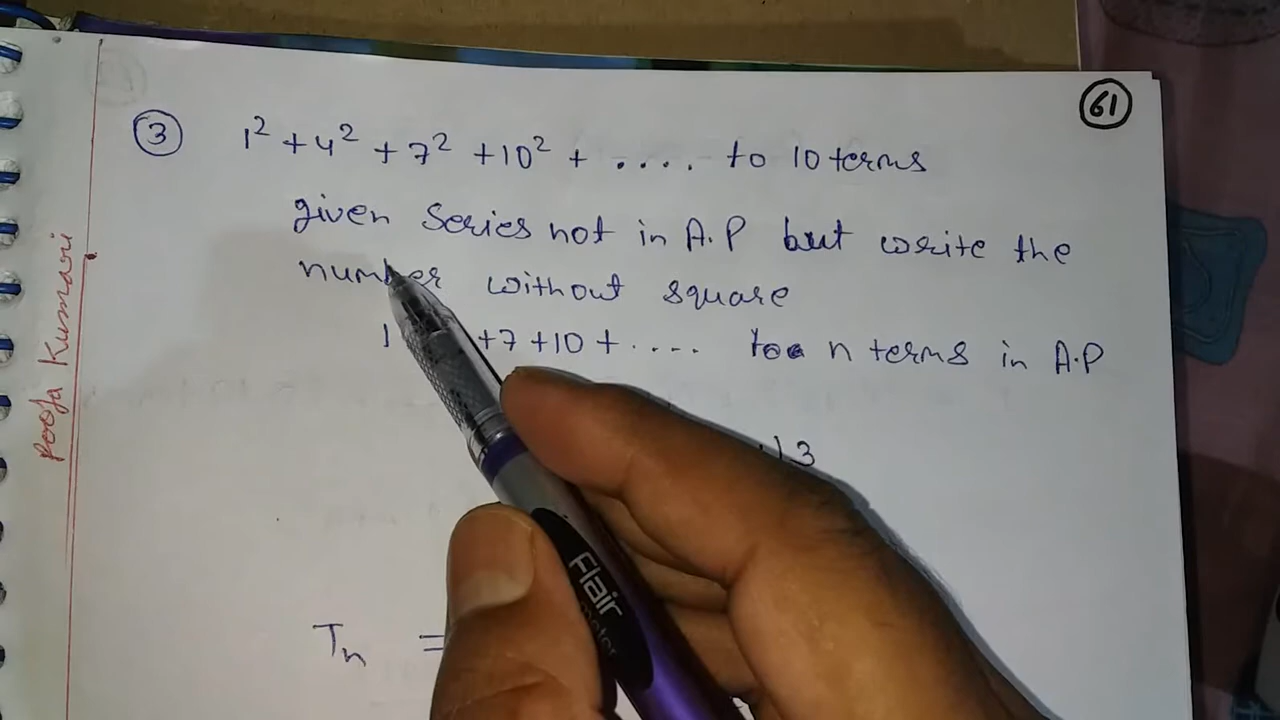 61
③ 1² + 4² + 7² + 10² + .... to 10 terms
given Series not in A.P but write the
number without square
1 +7 +10 + .... to n terms in A.P
)3
Tn =
Pooja Kumari
Flair